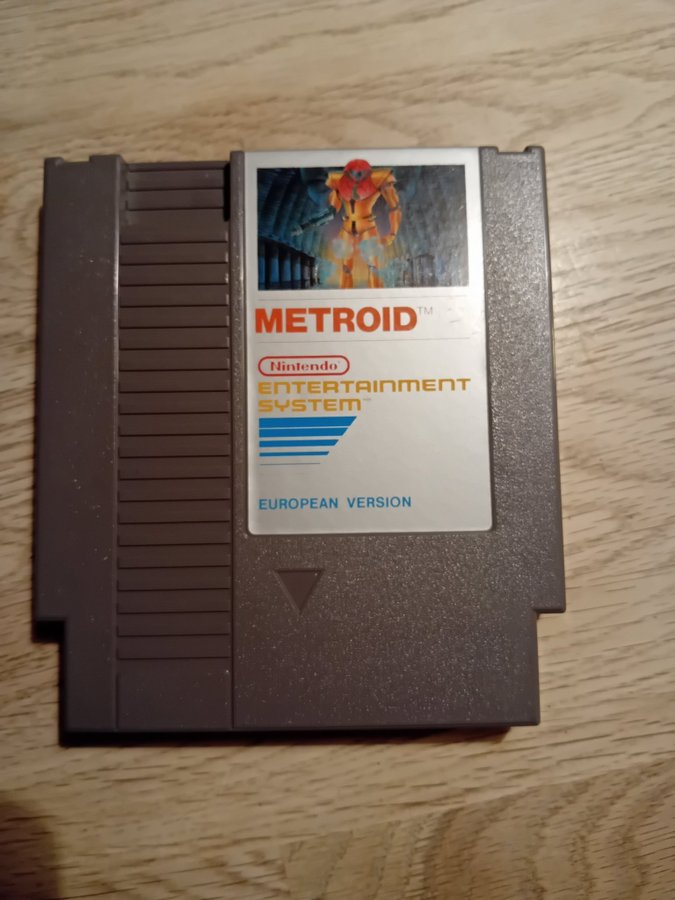 METROID™
Nintendo®
ENTERTAINMENT
SYSTEM™
EUROPEAN VERSION